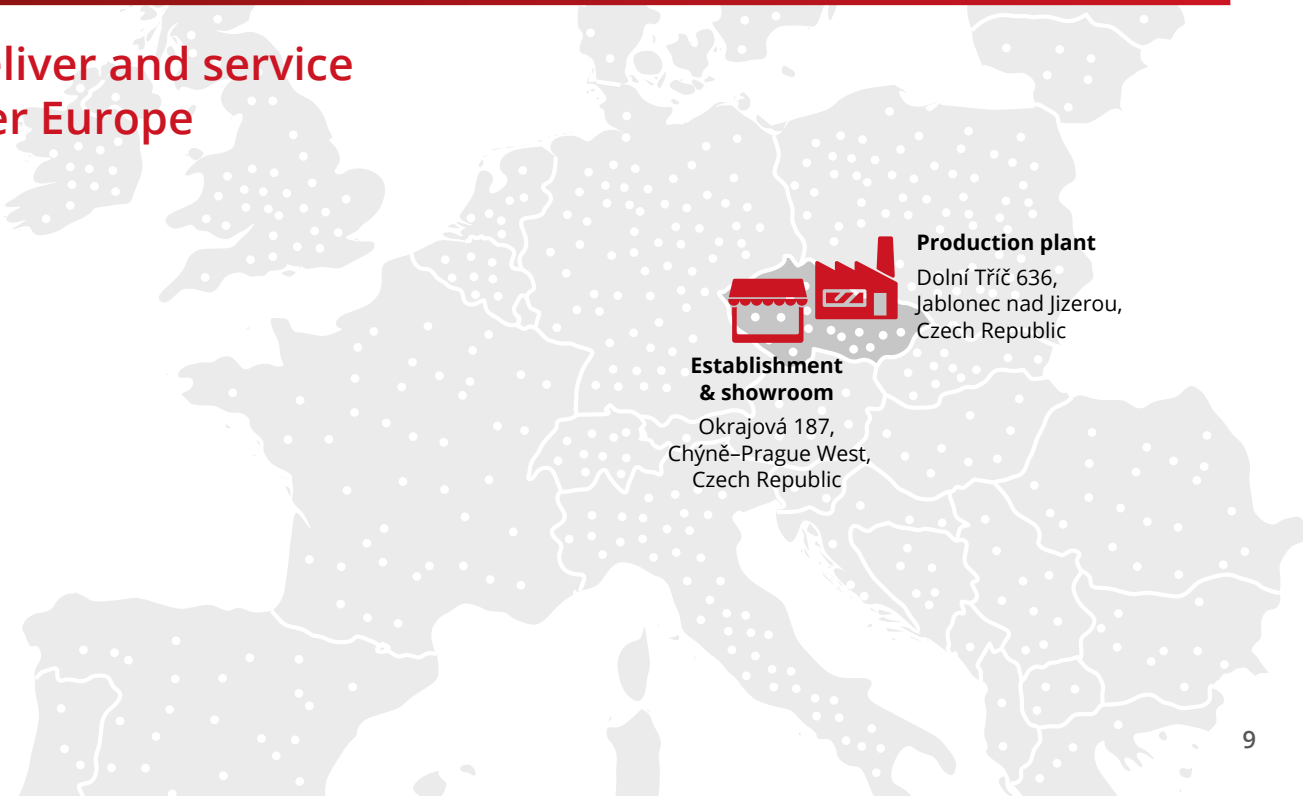 liver and service
er Europe
Production plant
Dolní Tříč 636,
Jablonec nad Jizerou,
Czech Republic
Establishment
& showroom
Okrajová 187,
Chýně–Prague West,
Czech Republic
9